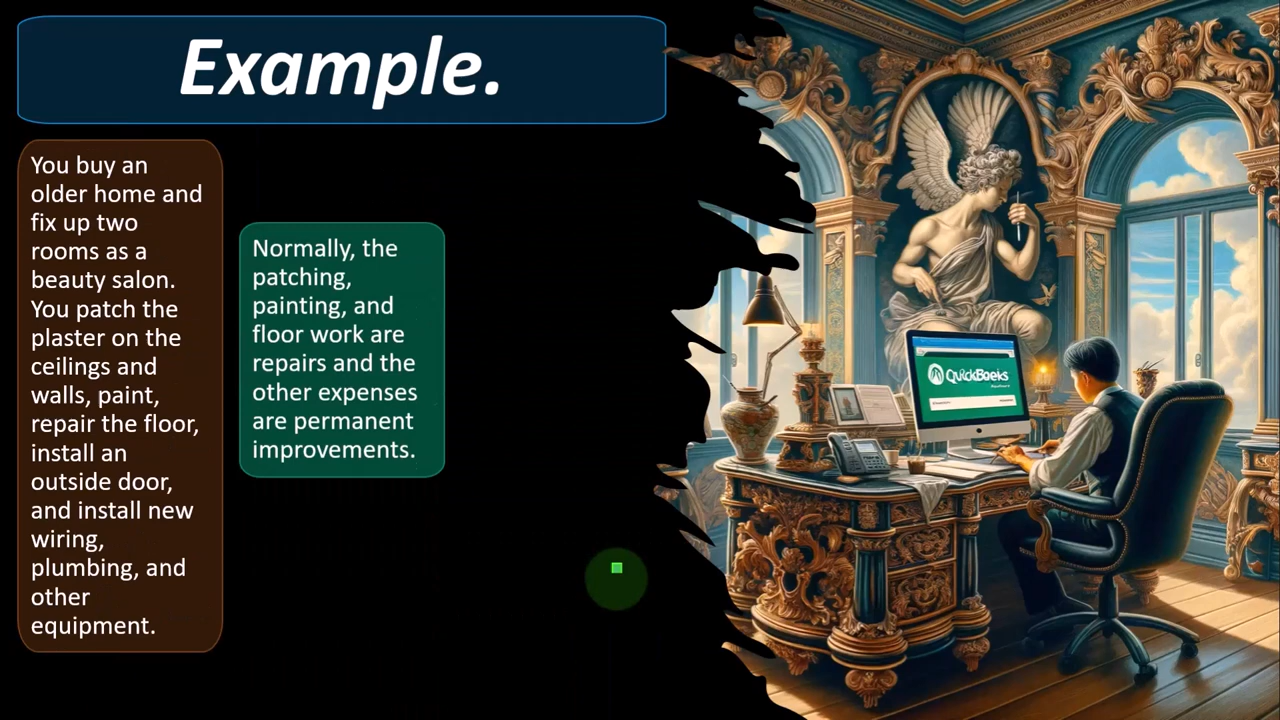 Example.
You buy an
older home and
fix up two
rooms as a
beauty salon.
You patch the
plaster on the
ceilings and
walls, paint,
repair the floor,
install an
outside door,
and install new
wiring,
plumbing, and
other
equipment.
Normally, the
patching,
painting, and
floor work are
repairs and the
other expenses
are permanent
improvements.
QuickBoeks